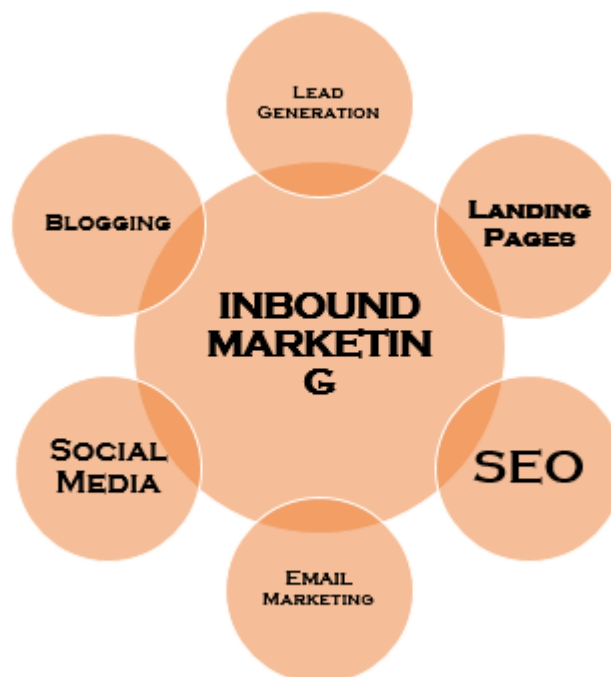 LEAD
GENERATION
BLOGGING
LANDING
PAGES
INBOUND
MARKETIN
G
SOCIAL
MEDIA
SEO
EMAIL
MARKETING